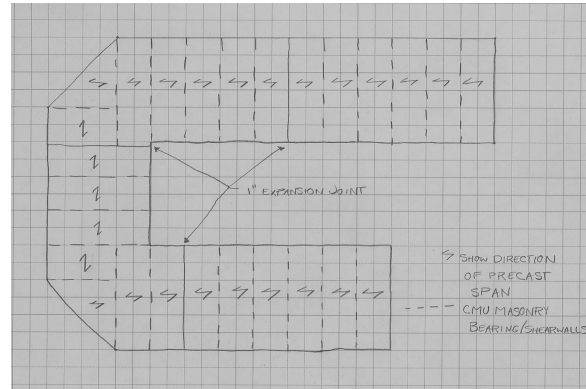 1" EXPANSION JOINT
SHOW DIRECTION
OF PRECAST
SPAN
CMU MASONRY
BEARING/SHEARWALLS